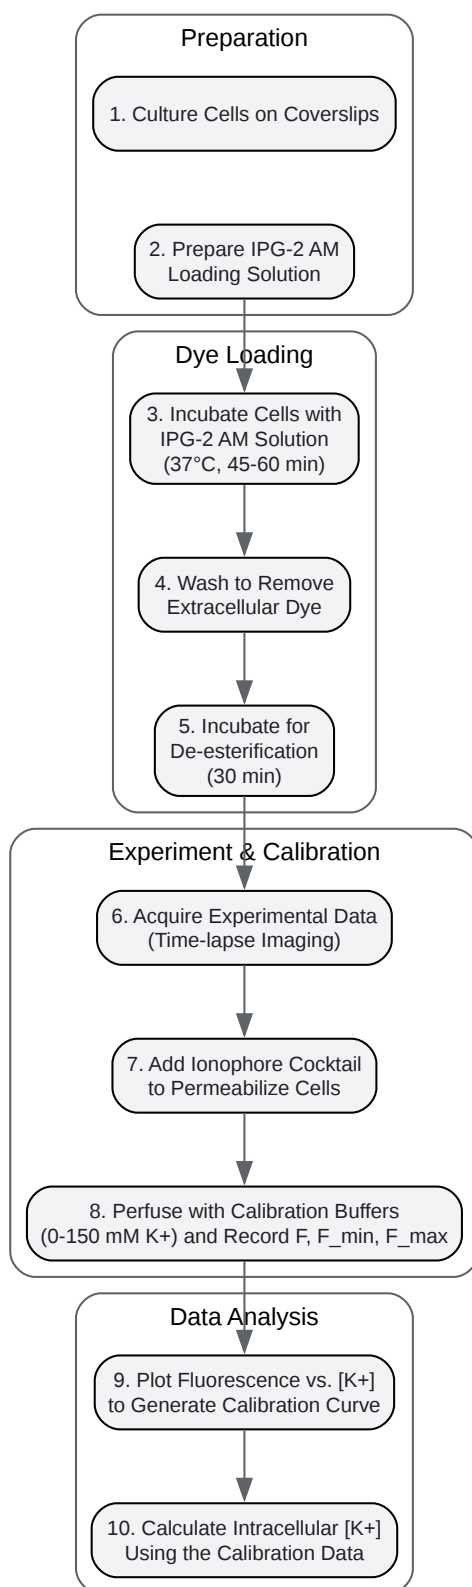 Preparation
1. Culture Cells on Coverslips
2. Prepare IPG-2 AM
Loading Solution
Dye Loading
3. Incubate Cells with
IPG-2 AM Solution
(37°C, 45-60 min)
4. Wash to Remove
Extracellular Dye
5. Incubate for
De-esterification
(30 min)
Experiment & Calibration
6. Acquire Experimental Data
(Time-lapse Imaging)
7. Add Ionophore Cocktail
to Permeabilize Cells
8. Perfuse with Calibration Buffers
(0-150 mM K+) and Record F, F_min, F_max
Data Analysis
9. Plot Fluorescence vs. [K+]
to Generate Calibration Curve
10. Calculate Intracellular [K+]
Using the Calibration Data